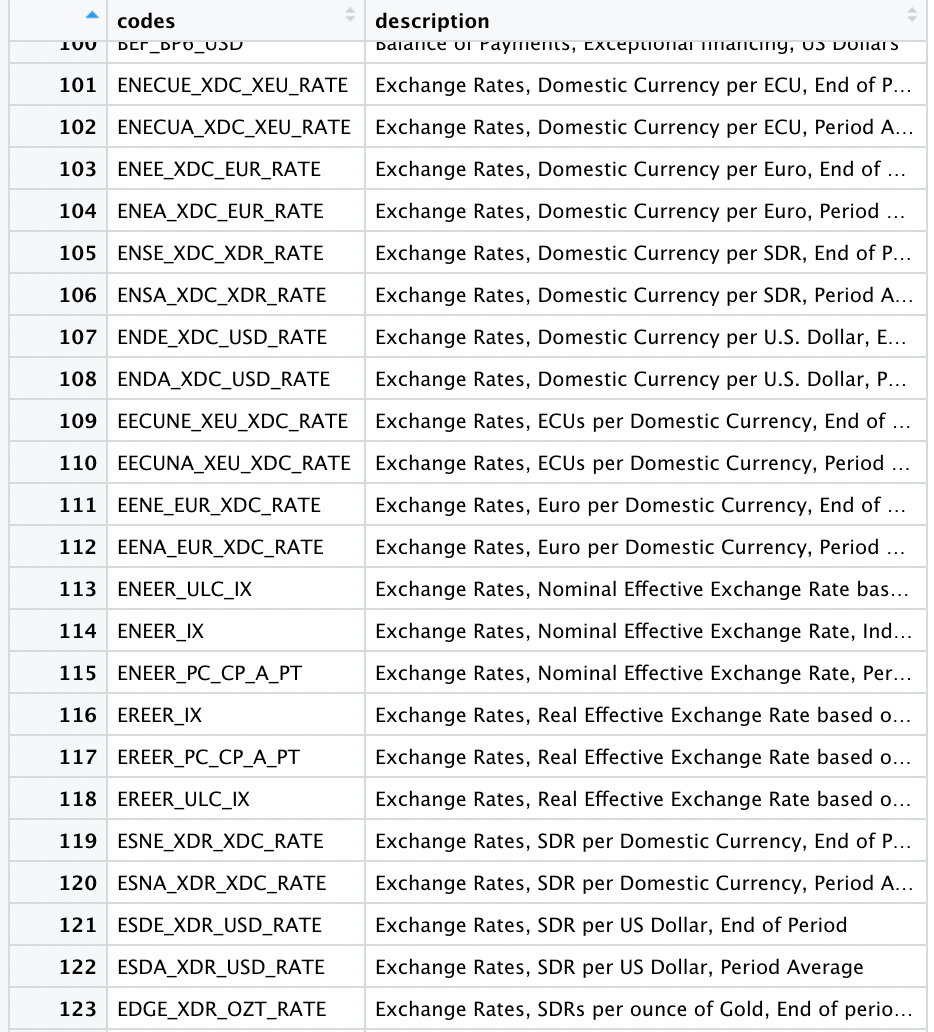 codes description
100 BEF_BP6_USD Balance of Payments, Exceptional financing, US Dollars
101 ENECUE_XDC_XEU_RATE Exchange Rates, Domestic Currency per ECU, End of P...
102 ENECUA_XDC_XEU_RATE Exchange Rates, Domestic Currency per ECU, Period A...
103 ENEE_XDC_EUR_RATE Exchange Rates, Domestic Currency per Euro, End of ...
104 ENEA_XDC_EUR_RATE Exchange Rates, Domestic Currency per Euro, Period ...
105 ENSE_XDC_XDR_RATE Exchange Rates, Domestic Currency per SDR, End of P...
106 ENSA_XDC_XDR_RATE Exchange Rates, Domestic Currency per SDR, Period A...
107 ENDE_XDC_USD_RATE Exchange Rates, Domestic Currency per U.S. Dollar, E...
108 ENDA_XDC_USD_RATE Exchange Rates, Domestic Currency per U.S. Dollar, P...
109 EECUNE_XEU_XDC_RATE Exchange Rates, ECUs per Domestic Currency, End of ...
110 EECUNA_XEU_XDC_RATE Exchange Rates, ECUs per Domestic Currency, Period ...
111 EENE_EUR_XDC_RATE Exchange Rates, Euro per Domestic Currency, End of ...
112 EENA_EUR_XDC_RATE Exchange Rates, Euro per Domestic Currency, Period ...
113 ENEER_ULC_IX Exchange Rates, Nominal Effective Exchange Rate bas...
114 ENEER_IX Exchange Rates, Nominal Effective Exchange Rate, Ind...
115 ENEER_PC_CP_A_PT Exchange Rates, Nominal Effective Exchange Rate, Per...
116 EREER_IX Exchange Rates, Real Effective Exchange Rate based o...
117 EREER_PC_CP_A_PT Exchange Rates, Real Effective Exchange Rate based o...
118 EREER_ULC_IX Exchange Rates, Real Effective Exchange Rate based o...
119 ESNE_XDR_XDC_RATE Exchange Rates, SDR per Domestic Currency, End of P...
120 ESNA_XDR_XDC_RATE Exchange Rates, SDR per Domestic Currency, Period A...
121 ESDE_XDR_USD_RATE Exchange Rates, SDR per US Dollar, End of Period
122 ESDA_XDR_USD_RATE Exchange Rates, SDR per US Dollar, Period Average
123 EDGE_XDR_OZT_RATE Exchange Rates, SDRs per ounce of Gold, End of perio...